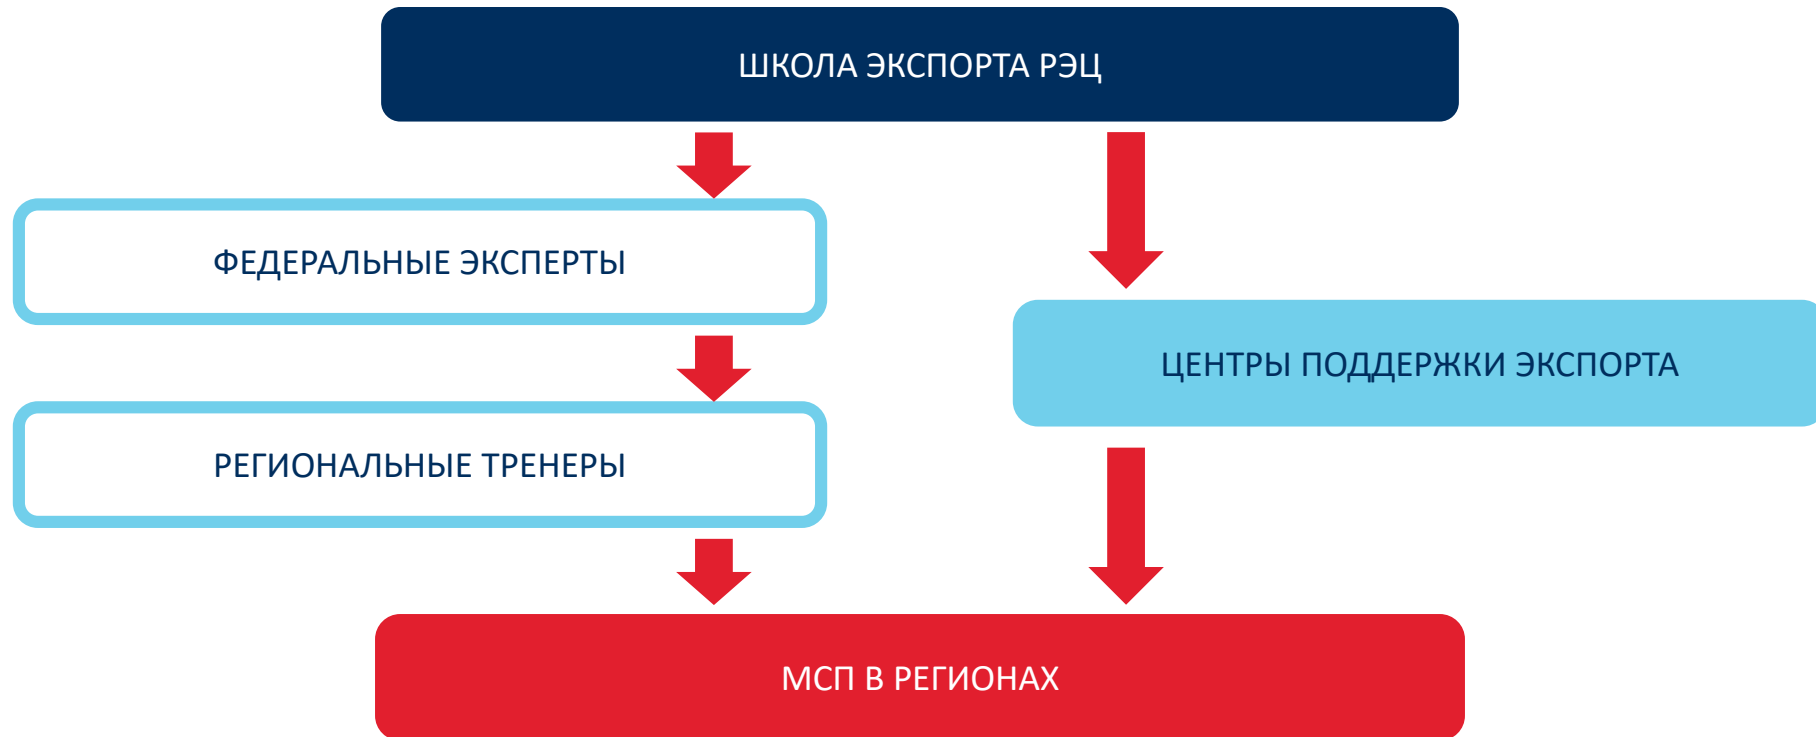 ШКОЛА ЭКСПОРТА РЭЦ
ФЕДЕРАЛЬНЫЕ ЭКСПЕРТЫ
ЦЕНТРЫ ПОДДЕРЖКИ ЭКСПОРТА
РЕГИОНАЛЬНЫЕ ТРЕНЕРЫ
МСП В РЕГИОНАХ